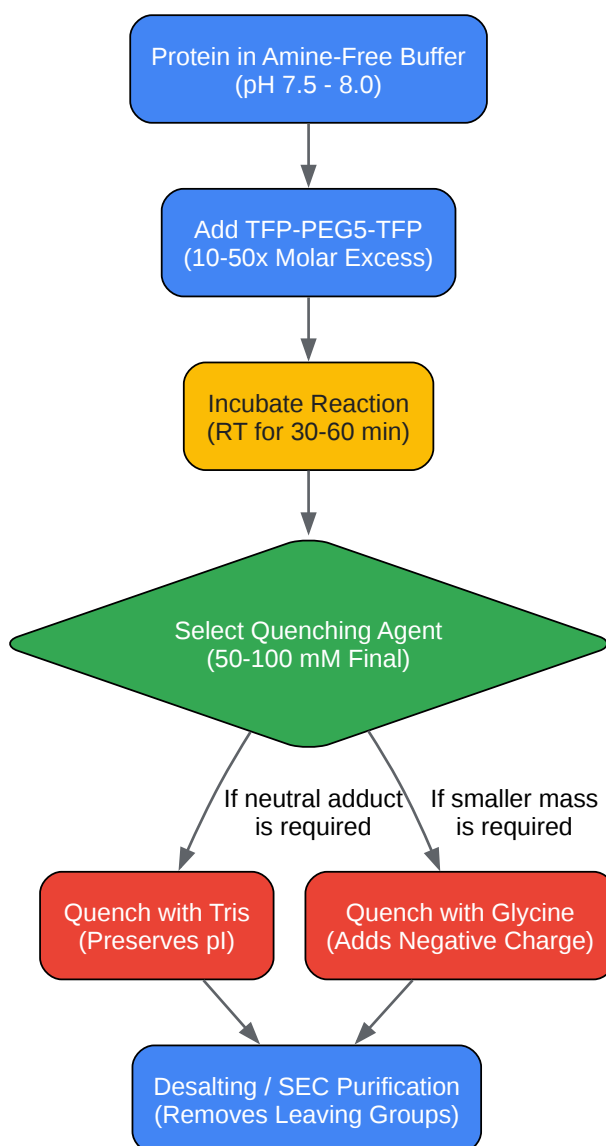 Protein in Amine-Free Buffer
(pH 7.5 - 8.0)
Add TFP-PEG5-TFP
(10-50x Molar Excess)
Incubate Reaction
(RT for 30-60 min)
Select Quenching Agent
(50-100 mM Final)
If neutral adduct
is required
If smaller mass
is required
Quench with Tris
(Preserves pI)
Quench with Glycine
(Adds Negative Charge)
Desalting / SEC Purification
(Removes Leaving Groups)